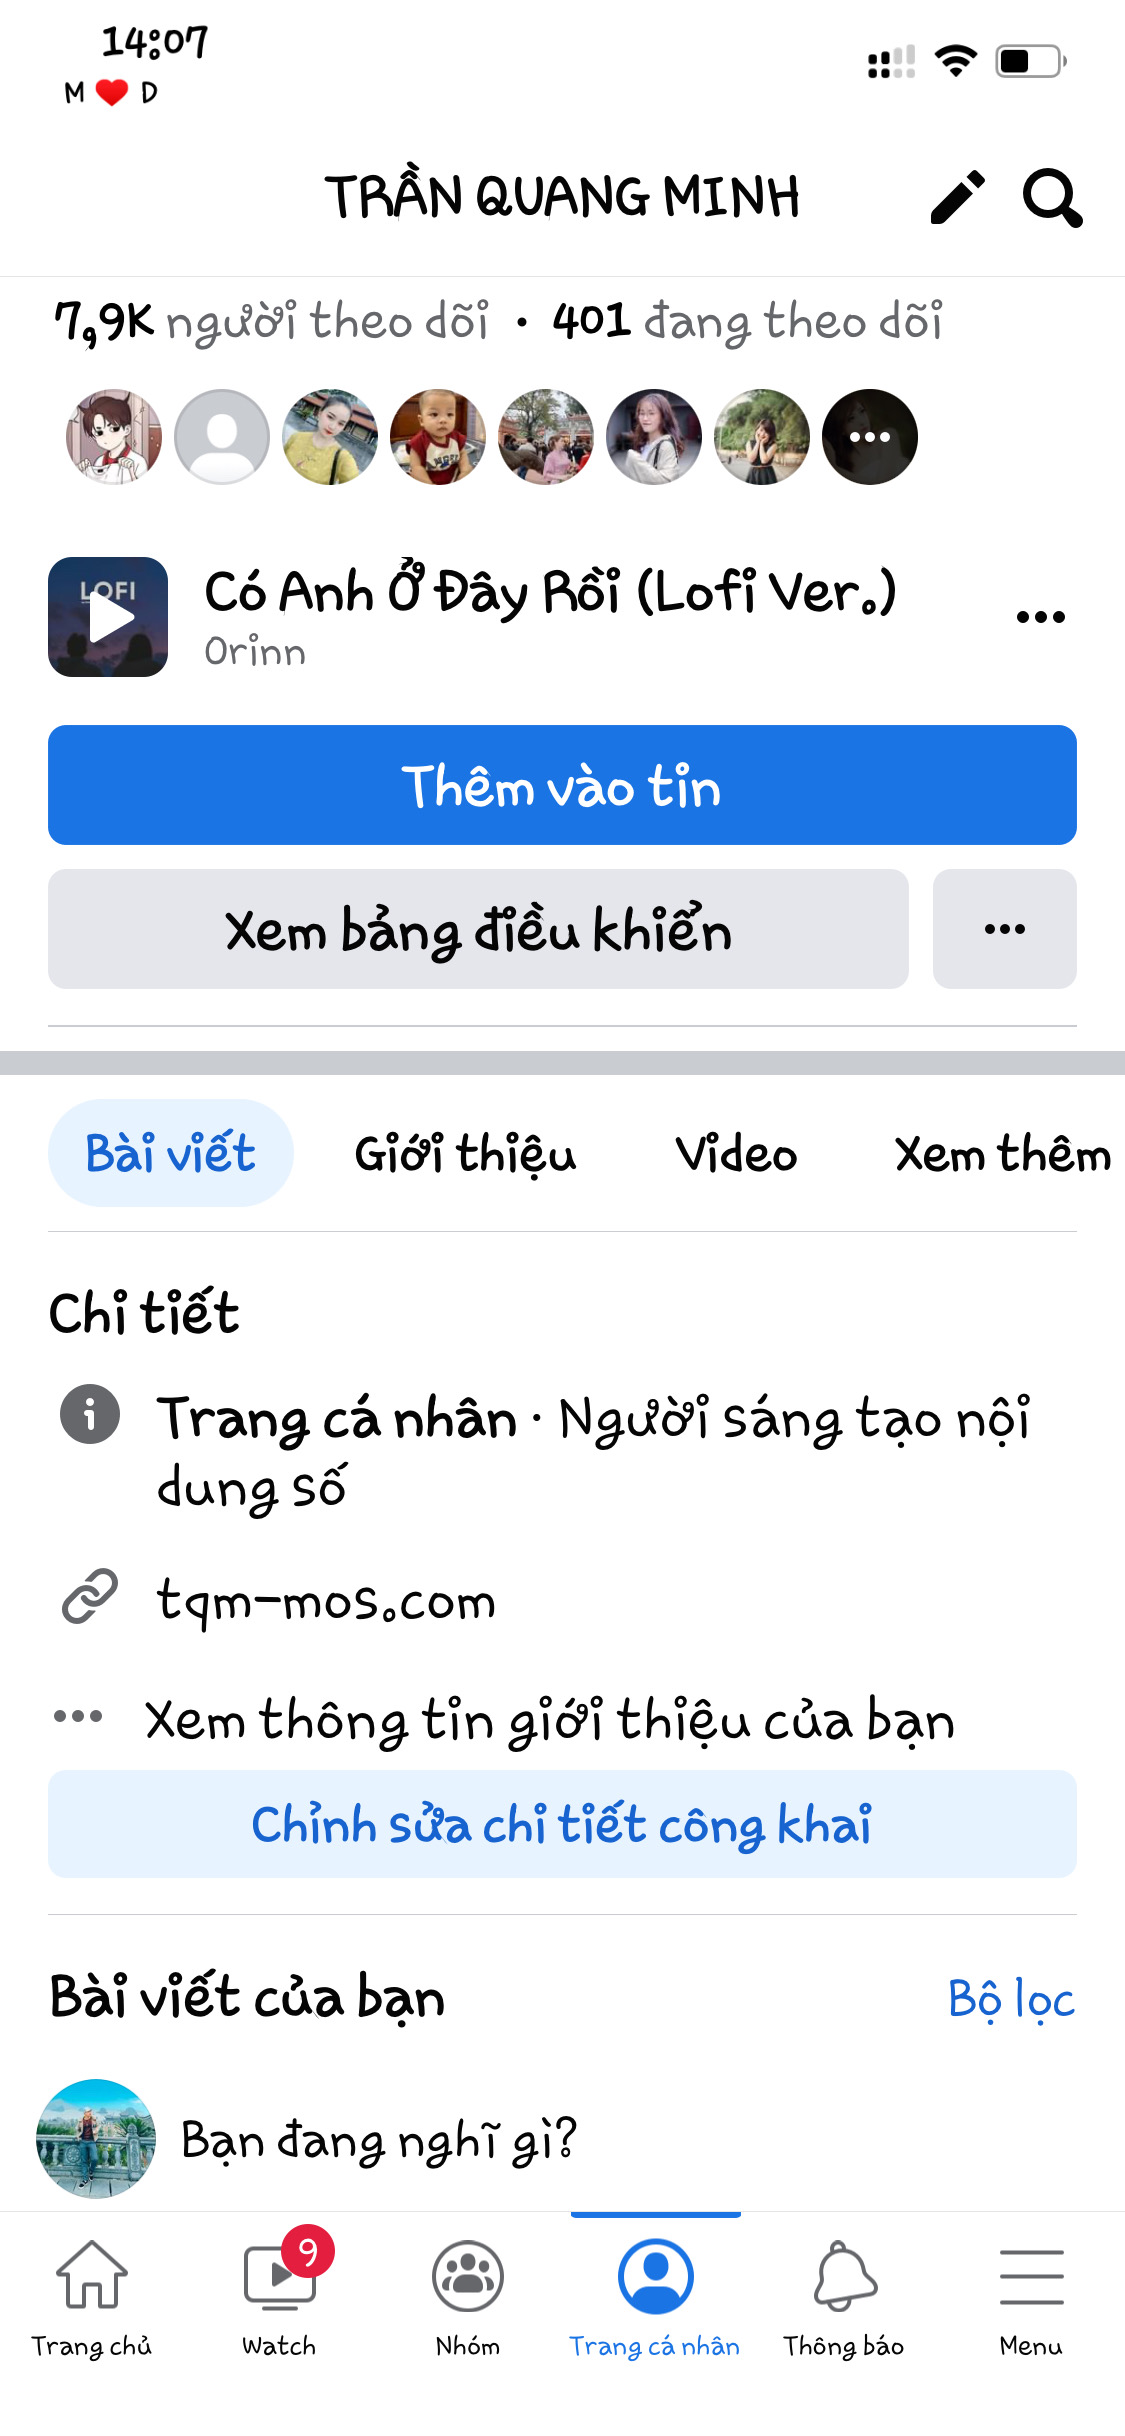 14:07
M ❤️ D
TRẦN QUANG MINH
7,9K người theo dõi • 401 đang theo dõi
LOFI
Có Anh Ở Đây Rồi (Lofi Ver.)
Orinn
Thêm vào tin
Xem bảng điều khiển
Bài viết Giới thiệu Video Xem thêm
Chi tiết
Trang cá nhân · Người sáng tạo nội
dung số
tqm-mos.com
Xem thông tin giới thiệu của bạn
Chỉnh sửa chi tiết công khai
Bài viết của bạn Bộ lọc
Bạn đang nghĩ gì?
9
Trang chủ Watch Nhóm Trang cá nhân Thông báo Menu